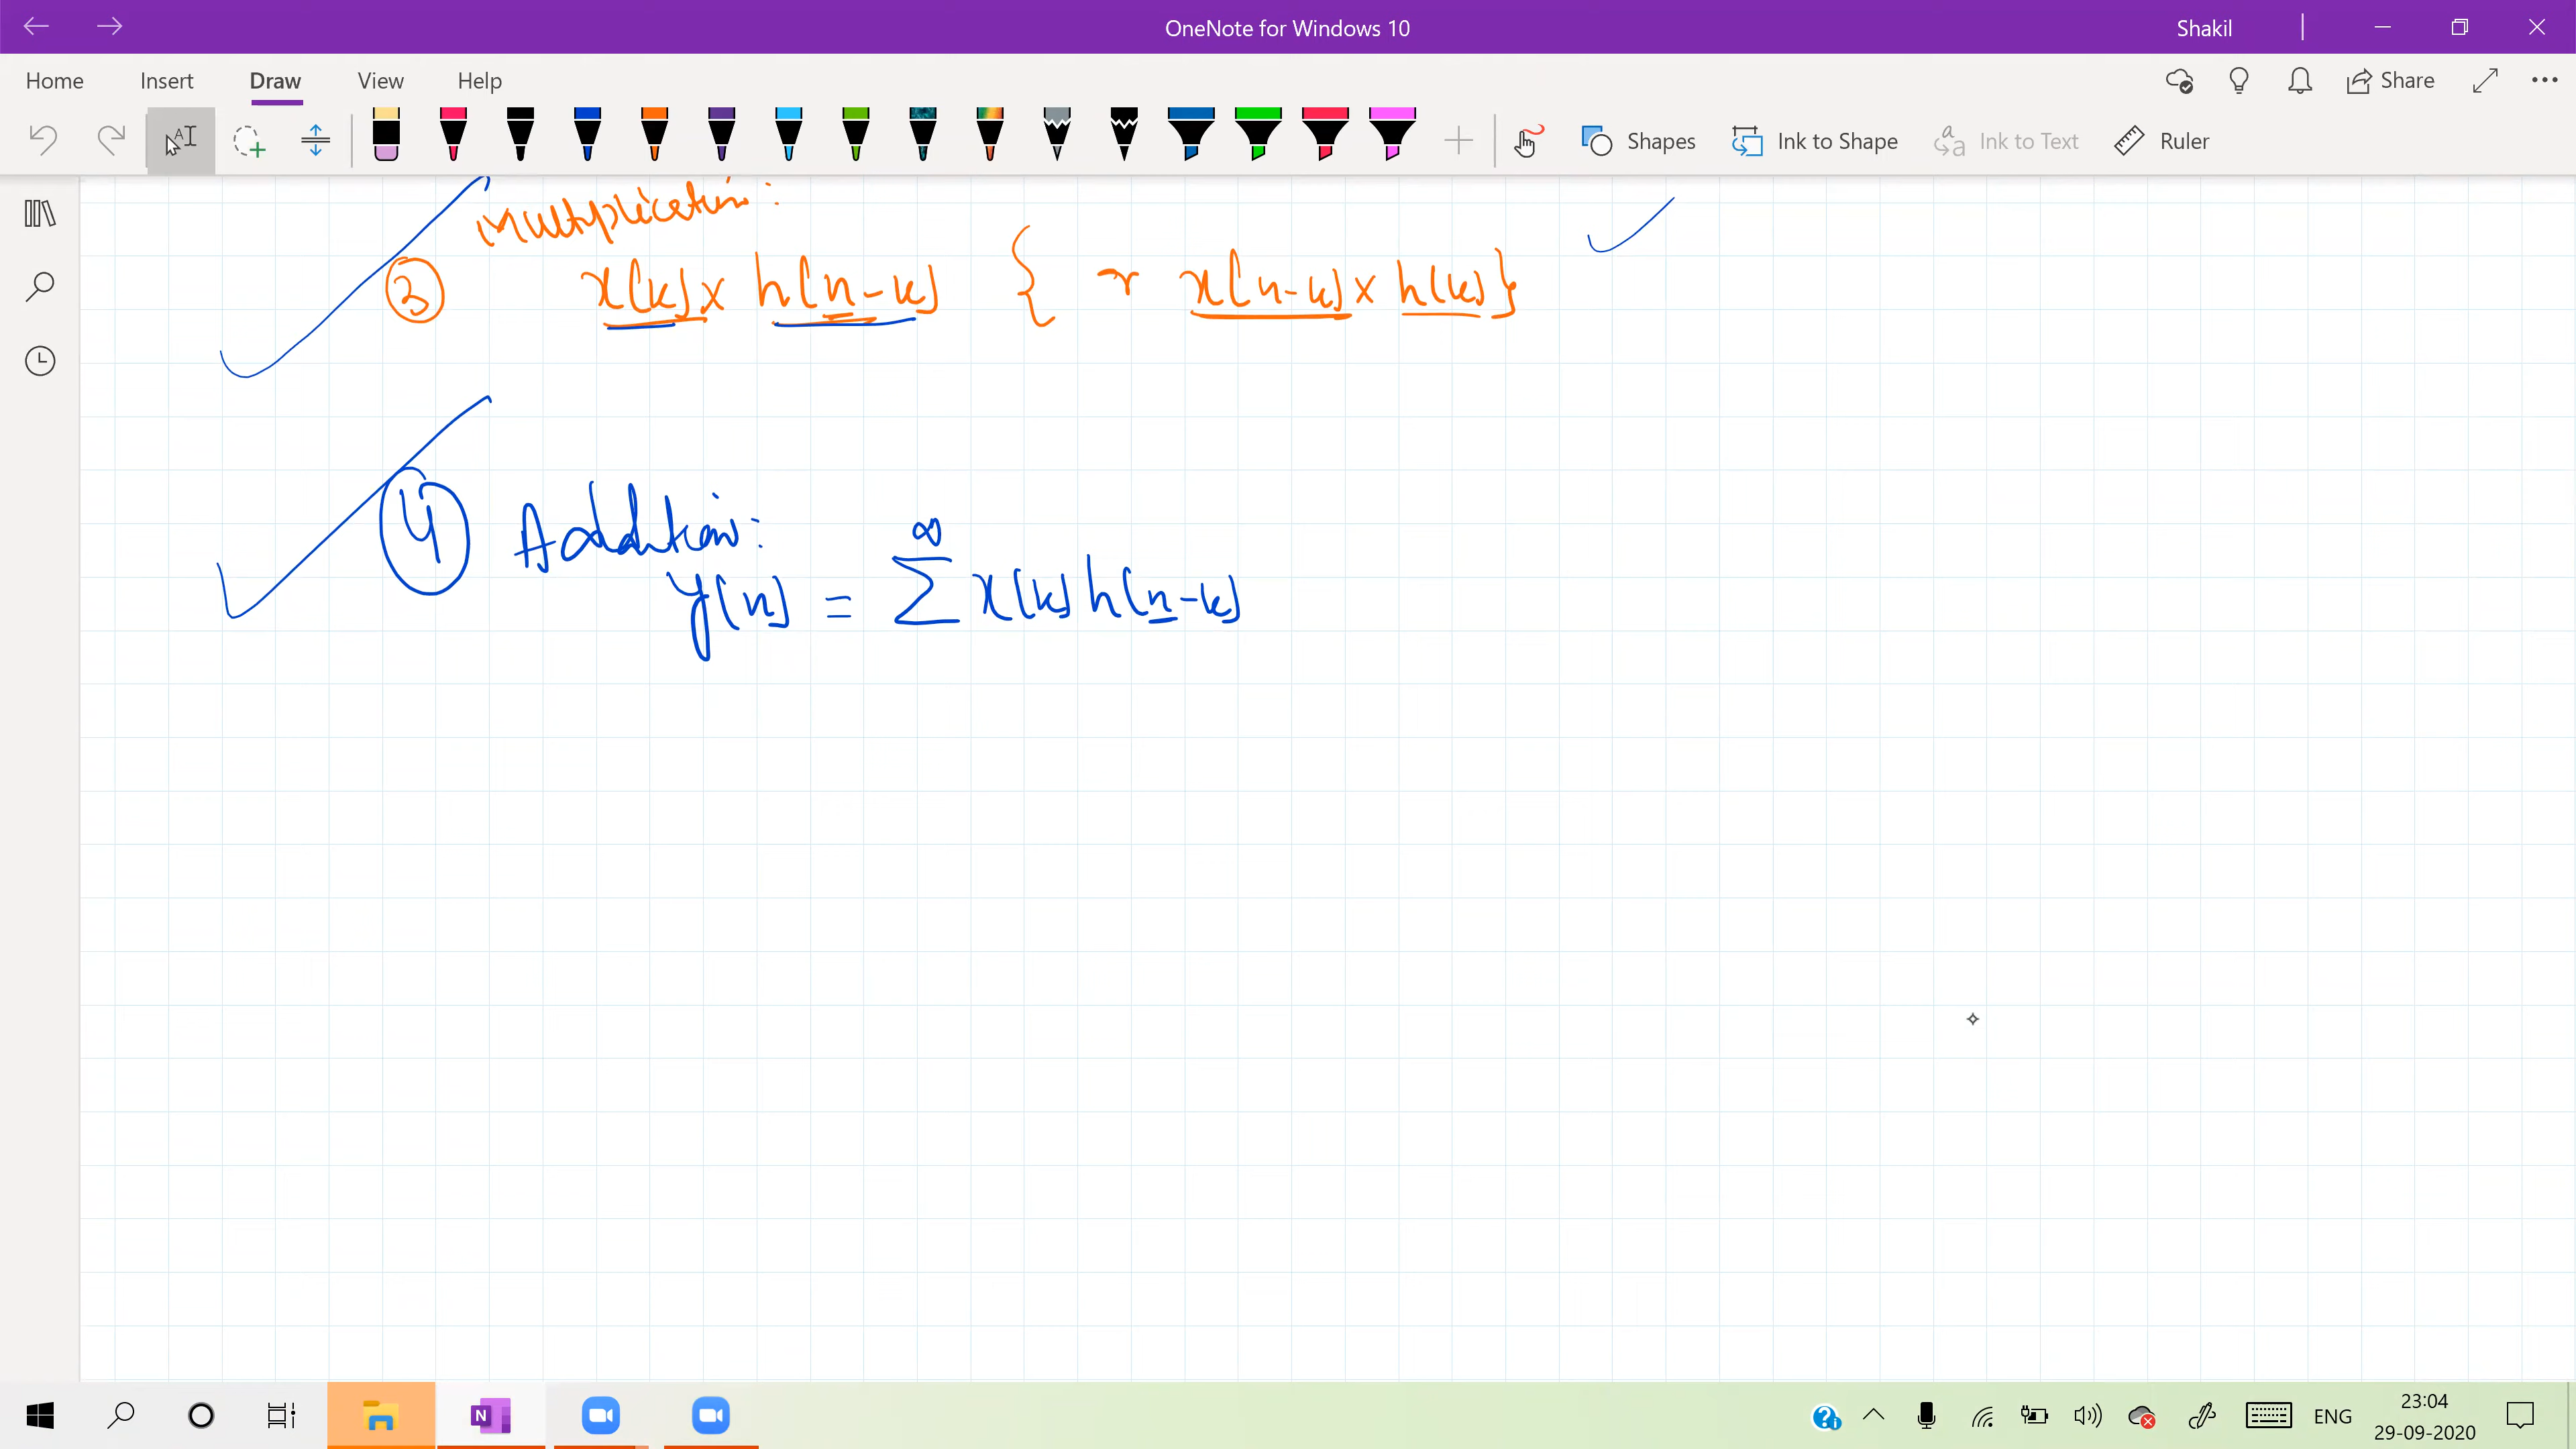 OneNote for Windows 10
Shakil
Home Insert Draw View Help
Share
Shapes Ink to Shape Ink to Text Ruler
Multiplication:
③ x[k] x h[n-k] { r x[n-k] x h[k] }
④ Addition:
∞
y[n] = ∑ x[k] h[n-k]
ENG
23:04
29-09-2020